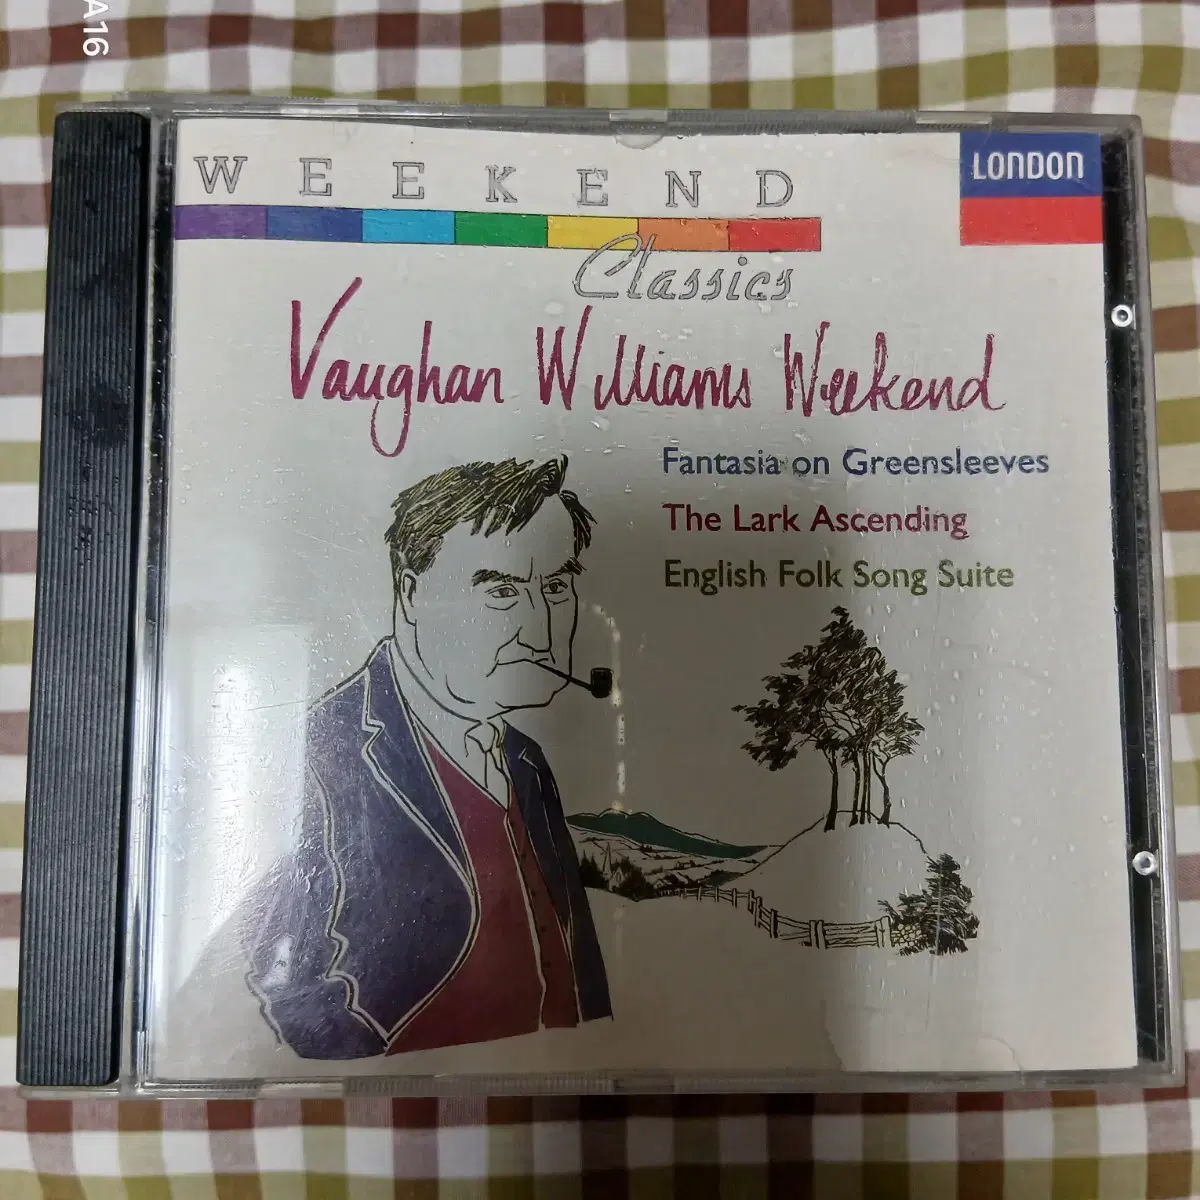 A16
WEEKEND
Classics
LONDON
Vaughan Williams Weekend
Fantasia on Greensleeves
The Lark Ascending
English Folk Song Suite